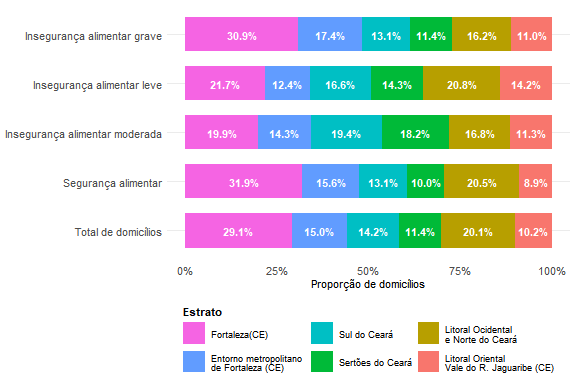 Insegurança alimentar grave
30.9% 17.4% 13.1% 11.4% 16.2% 11.0%
Insegurança alimentar leve
21.7% 12.4% 16.6% 14.3% 20.8% 14.2%
Insegurança alimentar moderada
19.9% 14.3% 19.4% 18.2% 16.8% 11.3%
Segurança alimentar
31.9% 15.6% 13.1% 10.0% 20.5% 8.9%
Total de domicílios
29.1% 15.0% 14.2% 11.4% 20.1% 10.2%
0% 25% 50% 75% 100%
Proporção de domicílios
Estrato
Fortaleza(CE)
Entorno metropolitano
de Fortaleza (CE)
Sul do Ceará
Sertões do Ceará
Litoral Ocidental
e Norte do Ceará
Litoral Oriental
Vale do R. Jaguaribe (CE)